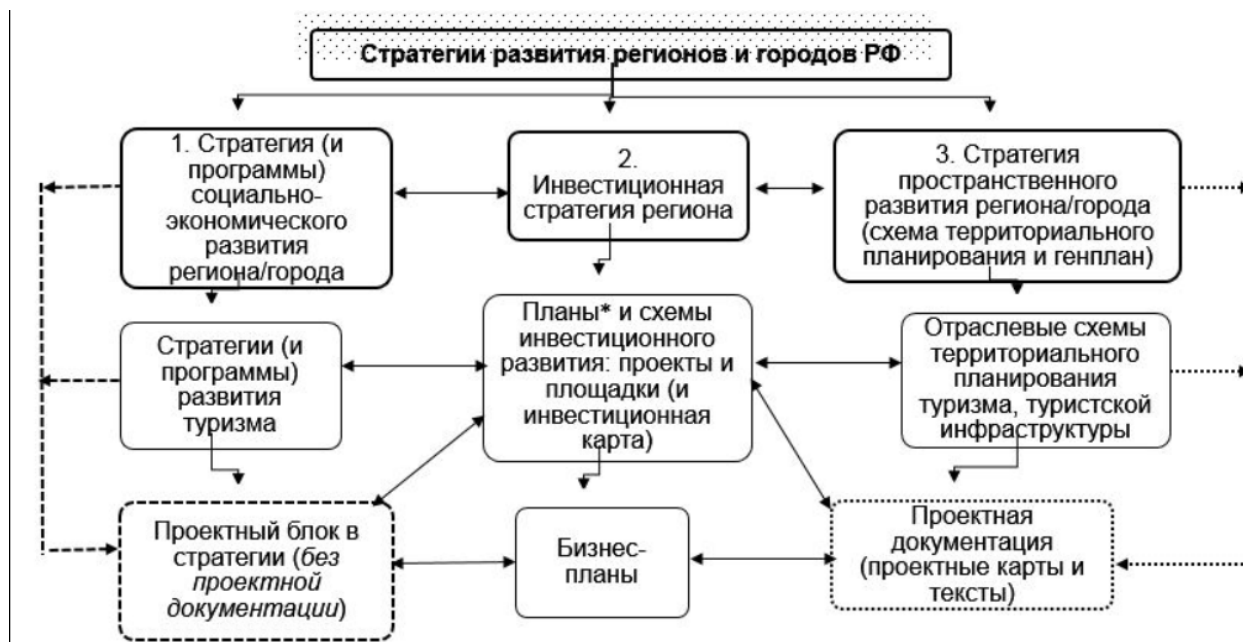 Стратегии развития регионов и городов РФ
1. Стратегия (и
программы)
социально-
экономического
развития
региона/города
2.
Инвестиционная
стратегия региона
3. Стратегия
пространственного
развития региона/города
(схема территориального
планирования и генплан)
Стратегии (и
программы)
развития
туризма
Планы* и схемы
инвестиционного
развития: проекты и
площадки (и
инвестиционная
карта)
Отраслевые схемы
территориального
планирования
туризма, туристской
инфраструктуры
Проектный блок в
стратегии (без
проектной
документации)
Бизнес-
планы
Проектная
документация
(проектные карты и
тексты)